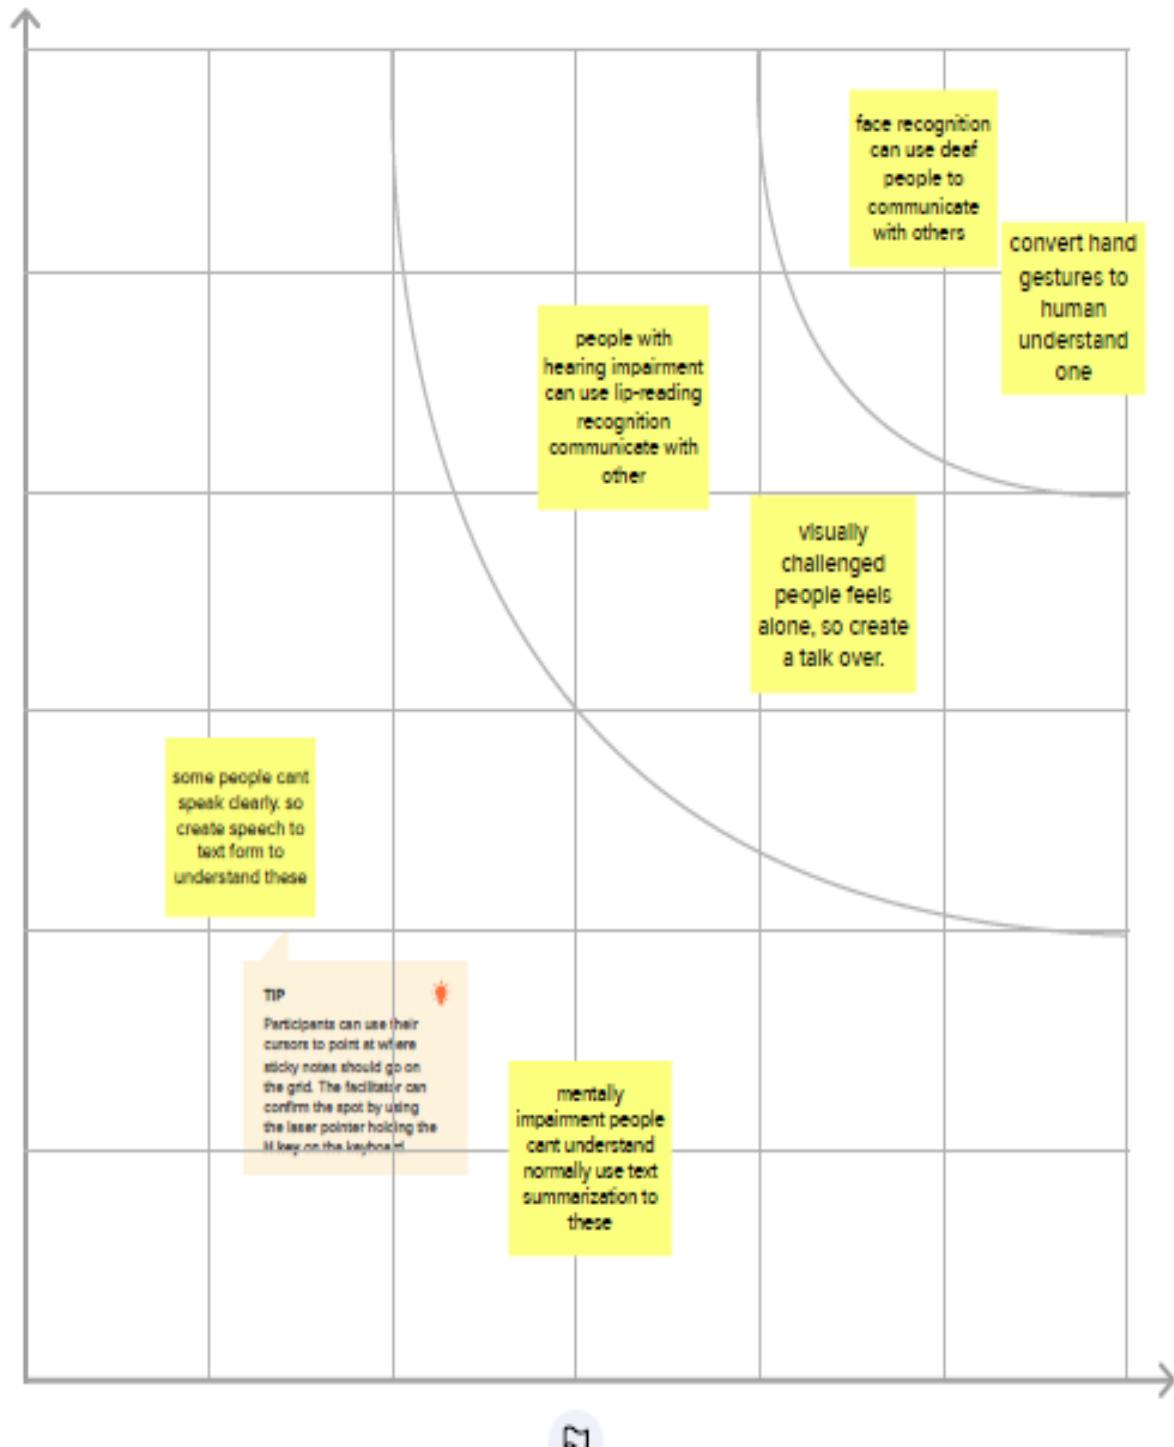 face recognition
can use deaf
people to
communicate
with others
convert hand
gestures to
human
understand
one
people with
hearing impairment
can use lip-reading
recognition
communicate with
other
visually
challenged
people feels
alone, so create
a talk over.
some people cant
speak clearly. so
create speech to
text form to
understand these
TIP
Participants can use their
cursors to point at where
sticky notes should go on
the grid. The facilitator can
confirm the spot by using
the laser pointer holding the
H key on the keyboard.
mentally
impairment people
cant understand
normally use text
summarization to
these